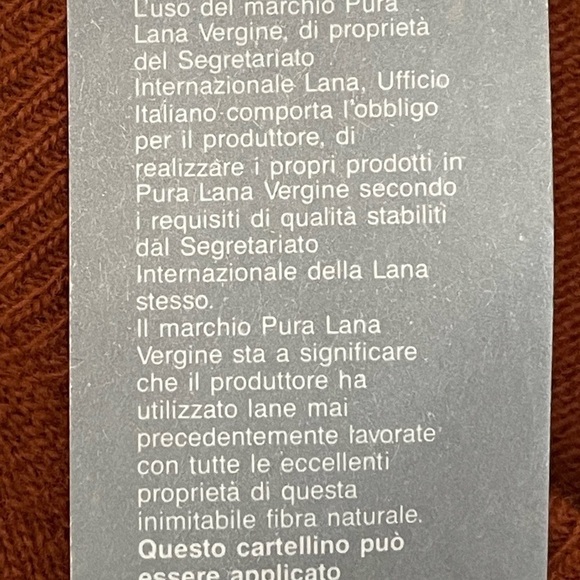 L'uso del marchio Pura
Lana Vergine, di proprietà
del Segretariato
Internazionale Lana, Ufficio
Italiano comporta l'obbligo
per il produttore, di
realizzare i propri prodotti in
Pura Lana Vergine secondo
i requisiti di qualità stabiliti
dal Segretariato
Internazionale della Lana
stesso.
Il marchio Pura Lana
Vergine sta a significare
che il produttore ha
utilizzato lane mai
precedentemente lavorate
con tutte le eccellenti
proprietà di questa
inimitabile fibra naturale.
Questo cartellino può
essere applicato